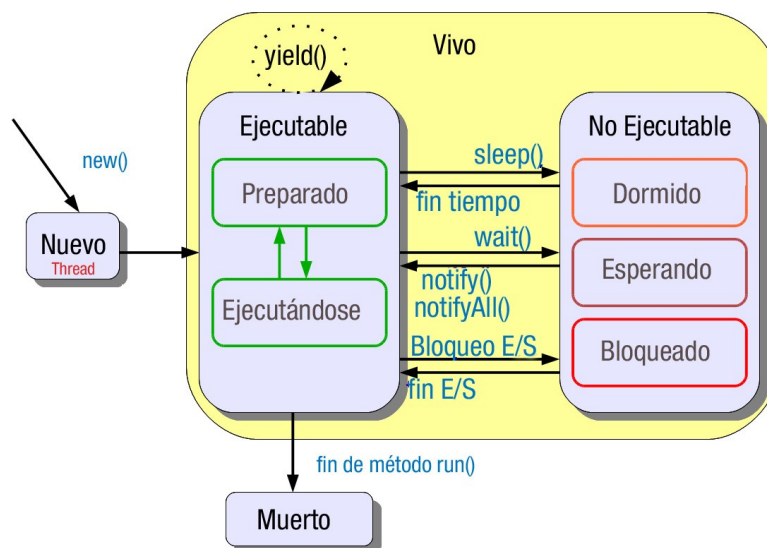 Vivo
yield()
Ejecutable
No Ejecutable
new()
Nuevo
Thread
Preparado
Ejecutándose
sleep()
fin tiempo
wait()
notify()
notifyAll()
Bloqueo E/S
fin E/S
Dormido
Esperando
Bloqueado
fin de método run()
Muerto